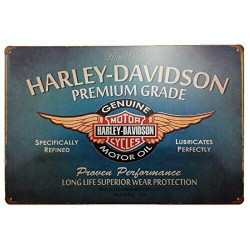 HARLEY-DAVIDSON
PREMIUM GRADE
GENUINE
MOTOR
HARLEY-DAVIDSON
CYCLES
MOTOR OIL
SPECIFICALLY
REFINED
LUBRICATES
PERFECTLY
Proven Performance
LONG LIFE SUPERIOR WEAR PROTECTION